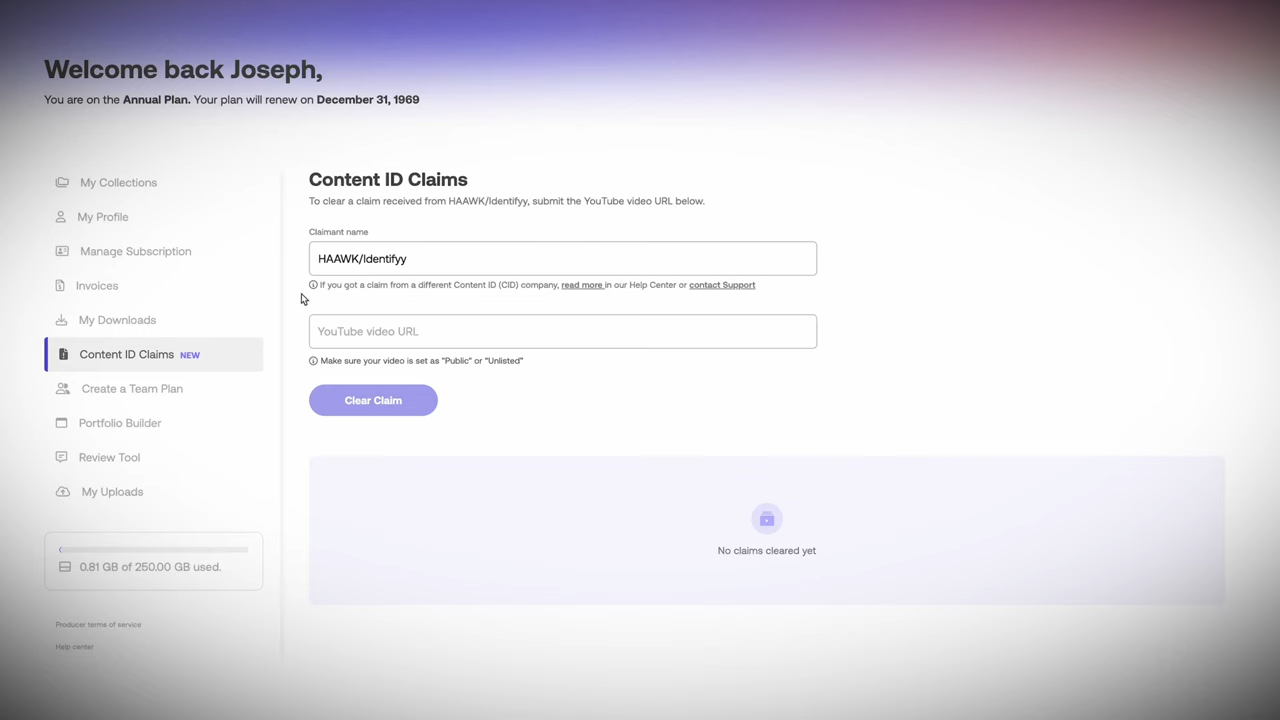 Welcome back Joseph,
You are on the Annual Plan. Your plan will renew on December 31, 1969
My Collections
My Profile
Manage Subscription
Invoices
My Downloads
Content ID Claims NEW
Create a Team Plan
Portfolio Builder
Review Tool
My Uploads
0.81 GB of 250.00 GB used.
Producer terms of service
Help center
Content ID Claims
To clear a claim received from HAAWK/Identifyy, submit the YouTube video URL below.
Claimant name
HAAWK/Identifyy
If you got a claim from a different Content ID (CID) company, read more in our Help Center or contact Support
YouTube video URL
Make sure your video is set as "Public" or "Unlisted"
Clear Claim
No claims cleared yet